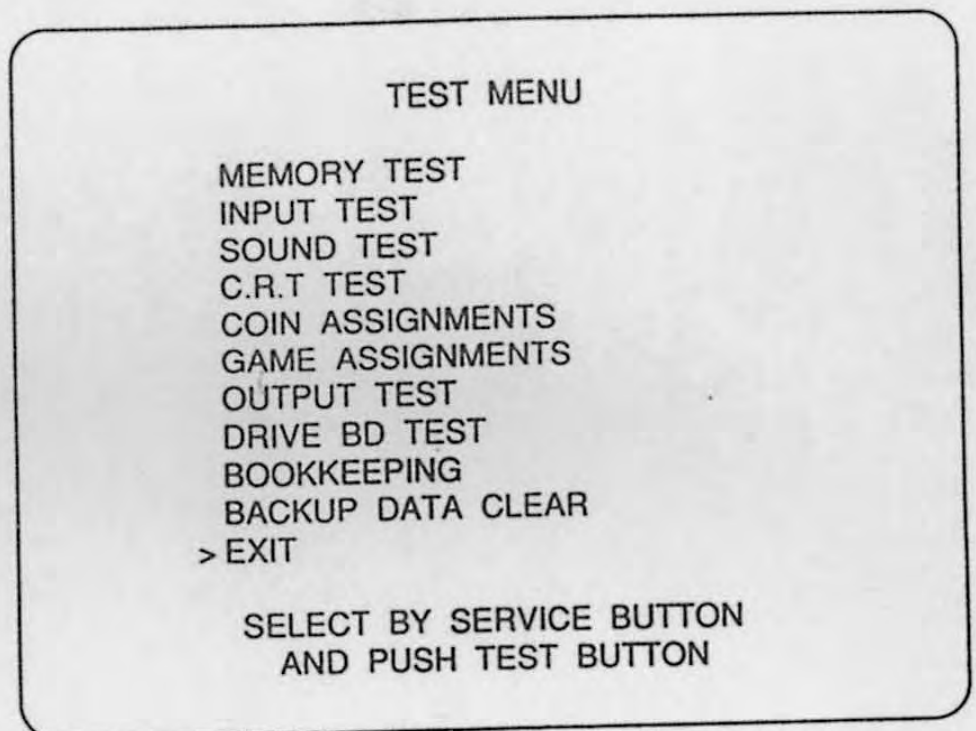 TEST MENU
MEMORY TEST
INPUT TEST
SOUND TEST
C.R.T TEST
COIN ASSIGNMENTS
GAME ASSIGNMENTS
OUTPUT TEST
DRIVE BD TEST
BOOKKEEPING
BACKUP DATA CLEAR
> EXIT
SELECT BY SERVICE BUTTON
AND PUSH TEST BUTTON